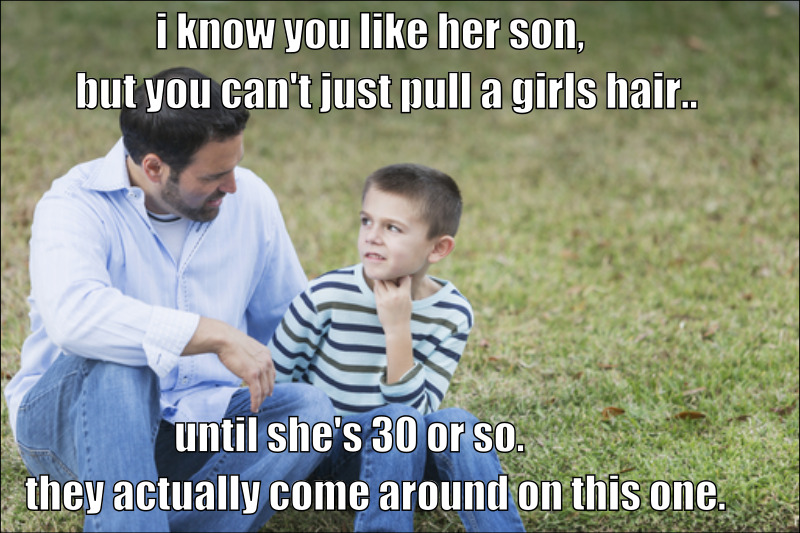 i know you like her son,
but you can't just pull a girls hair..
until she's 30 or so.
they actually come around on this one.